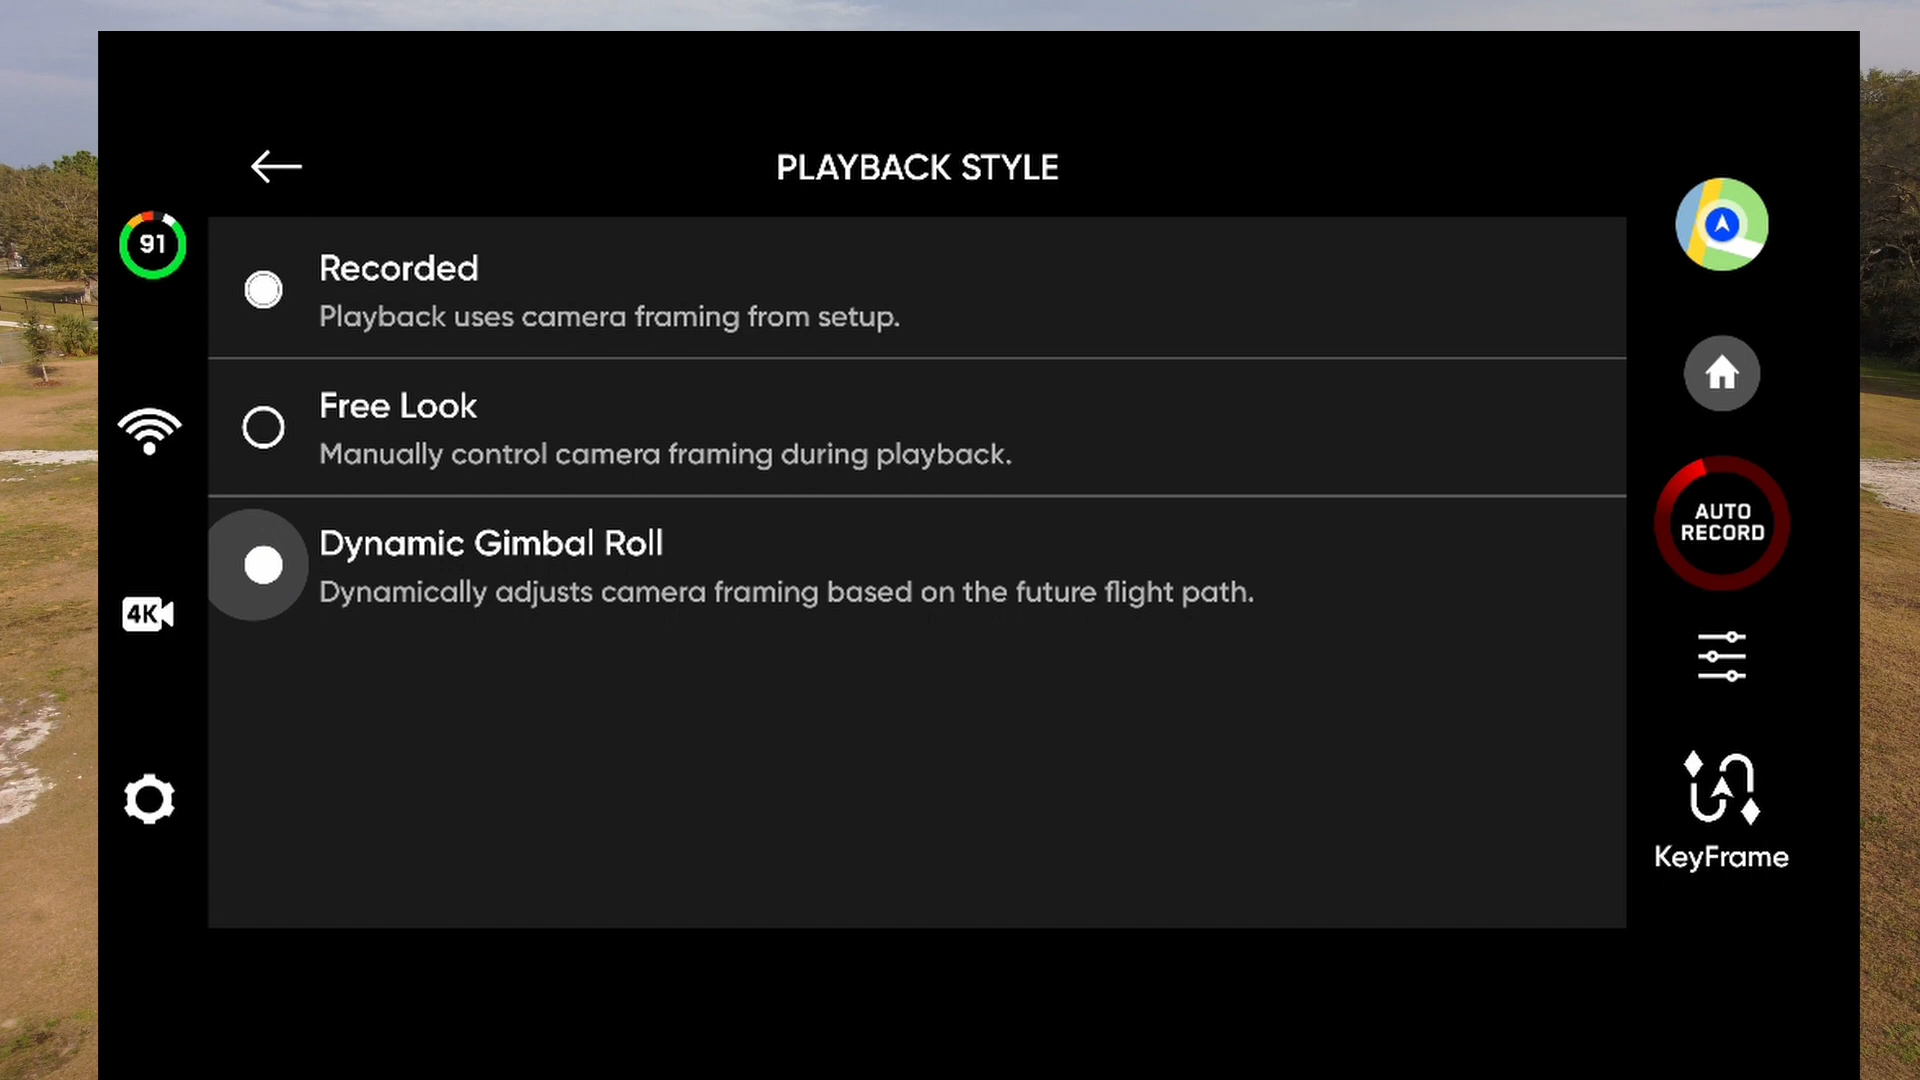 PLAYBACK STYLE
91
Recorded
Playback uses camera framing from setup.
Free Look
Manually control camera framing during playback.
Dynamic Gimbal Roll
Dynamically adjusts camera framing based on the future flight path.
4K
AUTO
RECORD
KeyFrame